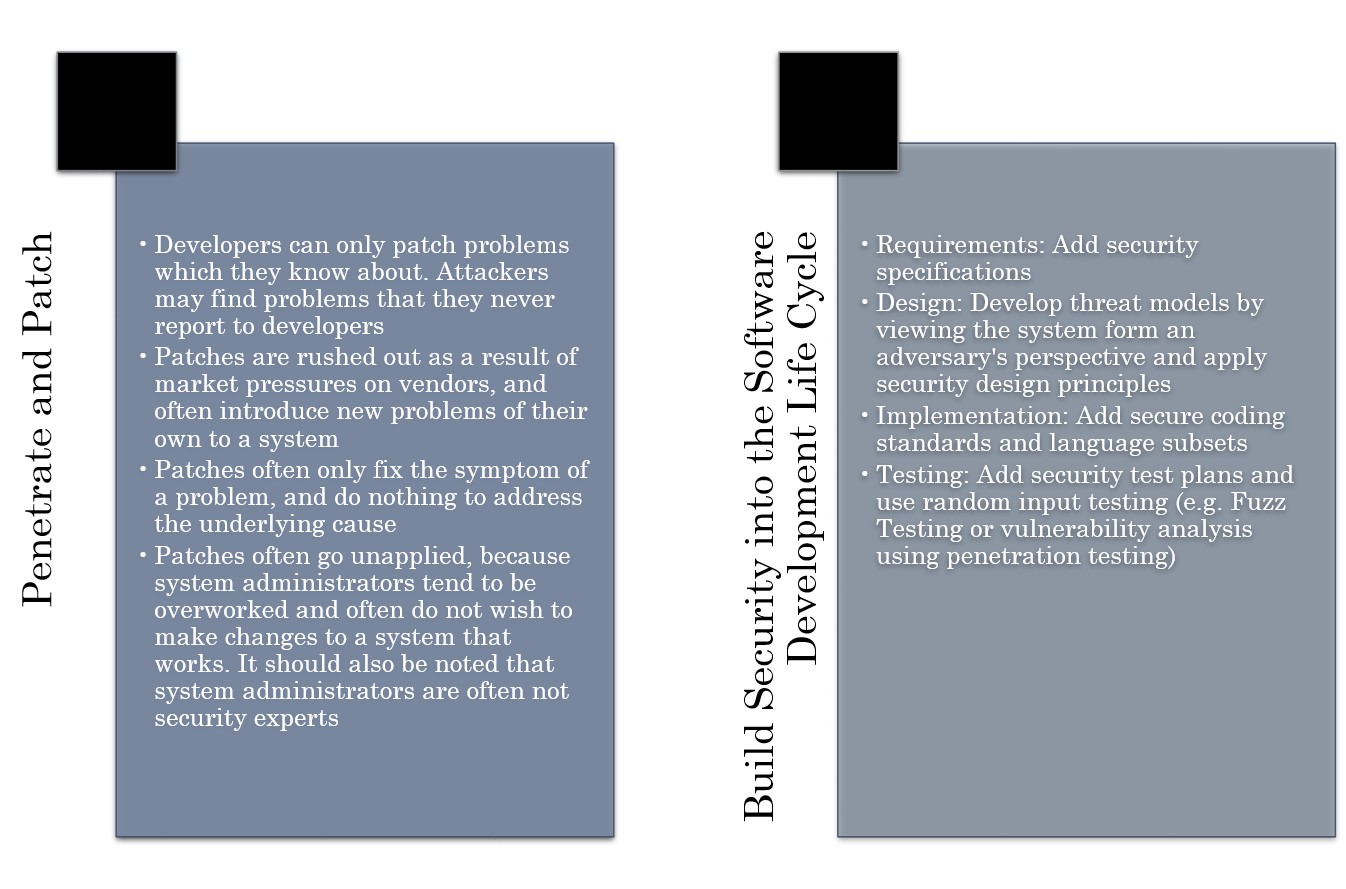 Penetrate and Patch
• Developers can only patch problems
which they know about. Attackers
may find problems that they never
report to developers
• Patches are rushed out as a result of
market pressures on vendors, and
often introduce new problems of their
own to a system
• Patches often only fix the symptom of
a problem, and do nothing to address
the underlying cause
• Patches often go unapplied, because
system administrators tend to be
overworked and often do not wish to
make changes to a system that
works. It should also be noted that
system administrators are often not
security experts
Build Security into the Software
Development Life Cycle
• Requirements: Add security
specifications
• Design: Develop threat models by
viewing the system form an
adversary's perspective and apply
security design principles
• Implementation: Add secure coding
standards and language subsets
• Testing: Add security test plans and
use random input testing (e.g. Fuzz
Testing or vulnerability analysis
using penetration testing)